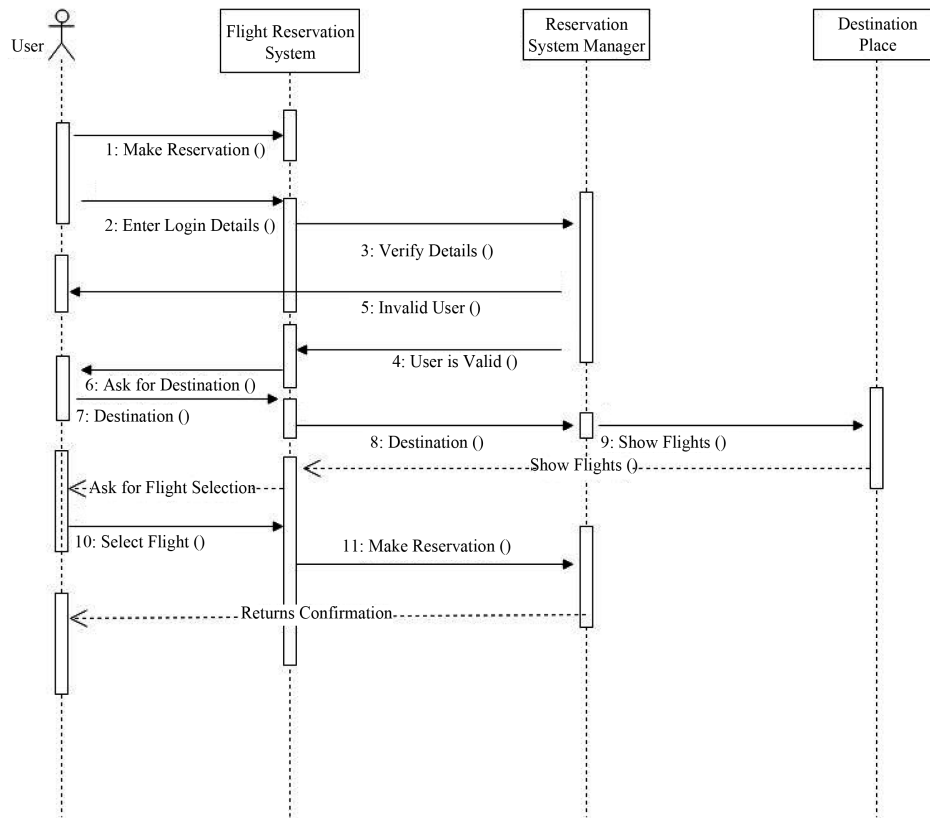 User
Flight Reservation
System
Reservation
System Manager
Destination
Place
1: Make Reservation ()
2: Enter Login Details ()
3: Verify Details ()
5: Invalid User ()
4: User is Valid ()
6: Ask for Destination ()
7: Destination ()
8: Destination ()
9: Show Flights ()
Show Flights ()
Ask for Flight Selection
10: Select Flight ()
11: Make Reservation ()
Returns Confirmation